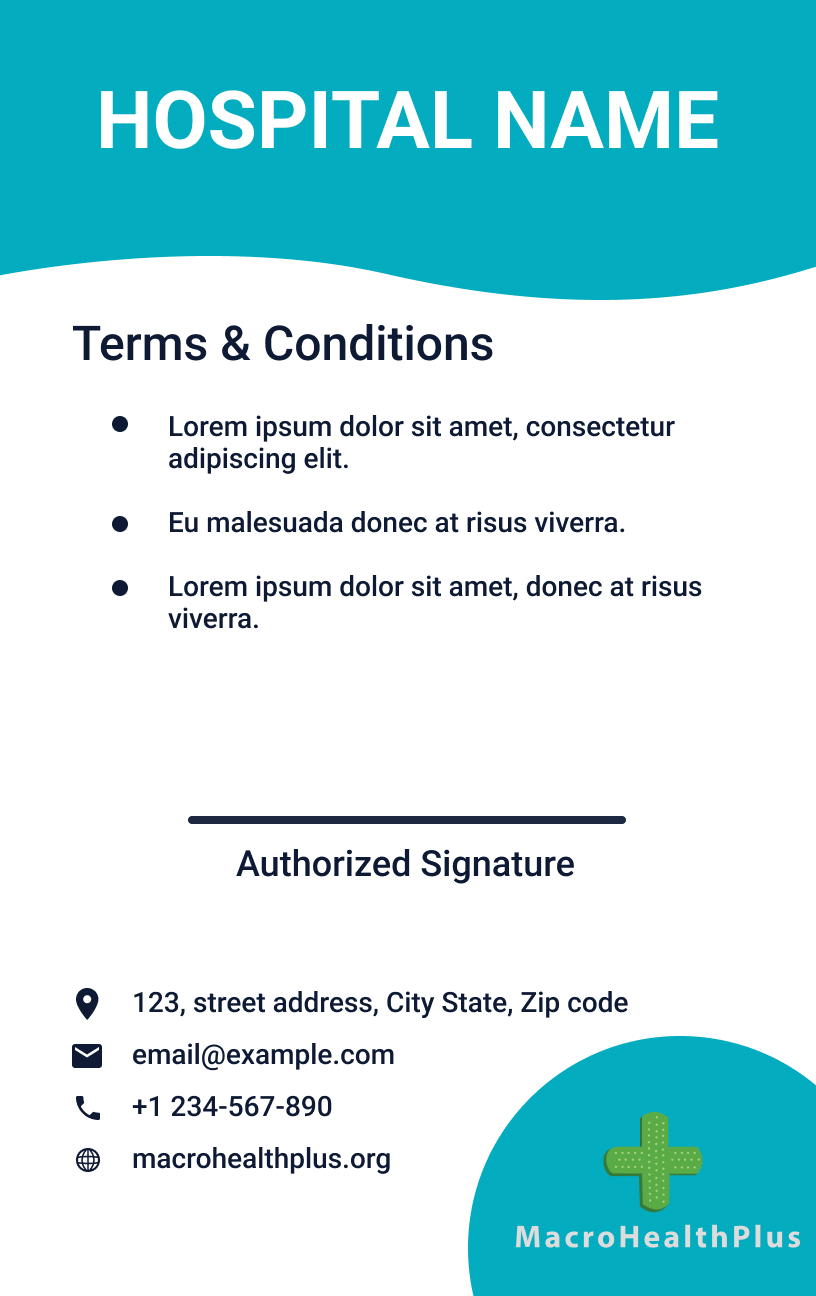 HOSPITAL NAME
Terms & Conditions
Lorem ipsum dolor sit amet, consectetur
adipiscing elit.
Eu malesuada donec at risus viverra.
Lorem ipsum dolor sit amet, donec at risus
viverra.
Authorized Signature
123, street address, City State, Zip code
email@example.com
+1 234-567-890
macrohealthplus.org
MacroHealthPlus